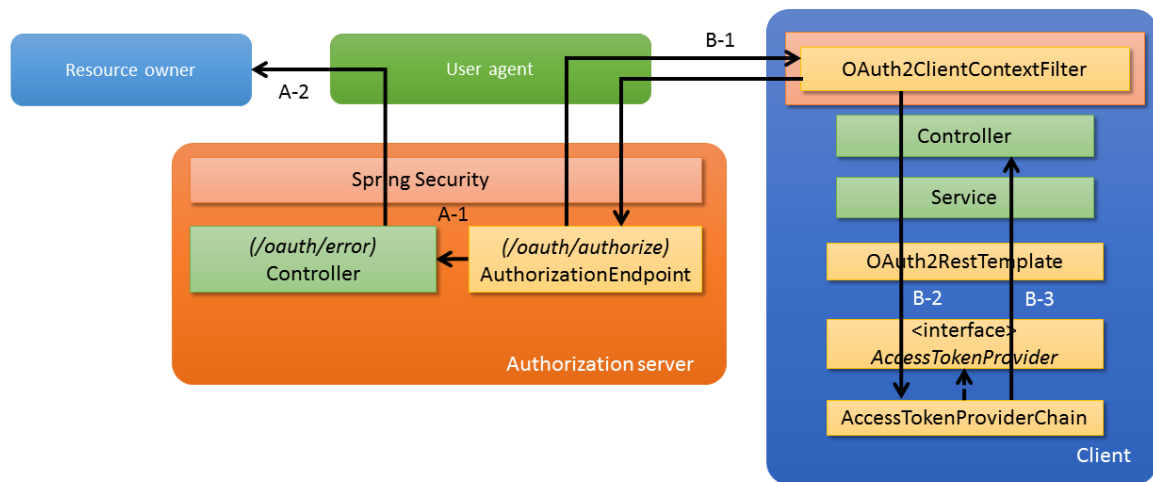 Resource owner
User agent
B-1
OAuth2ClientContextFilter
A-2
Controller
Spring Security
Service
A-1
(/oauth/error)
Controller
(/oauth/authorize)
AuthorizationEndpoint
OAuth2RestTemplate
B-2
B-3
<interface>
AccessTokenProvider
Authorization server
AccessTokenProviderChain
Client